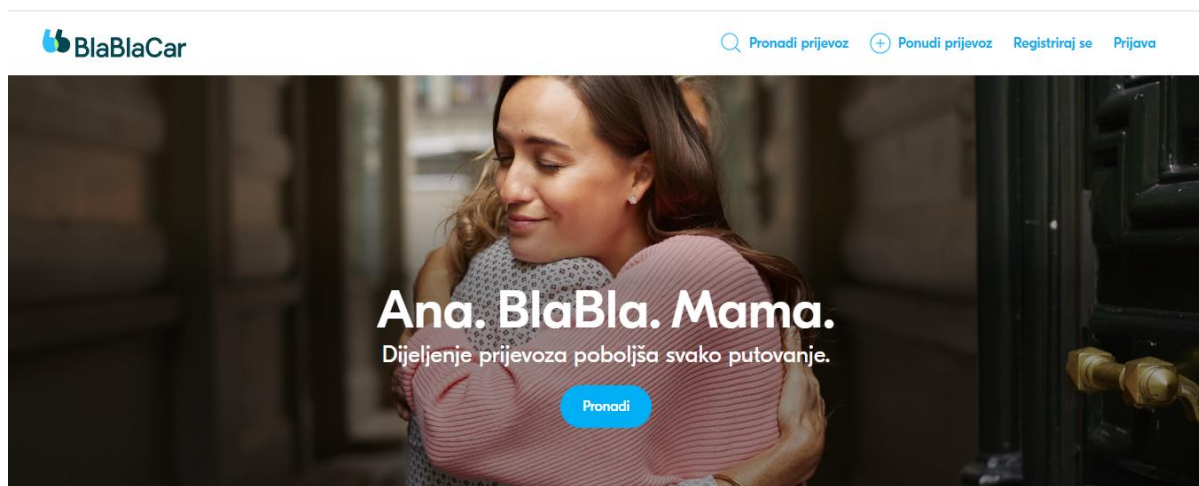 BlaBlaCar
Pronadi prijevoz
Ponudi prijevoz
Registriraj se
Prijava
Ana. BlaBla. Mama.
Dijeljenje prijevoza poboljša svako putovanje.
Pronadi